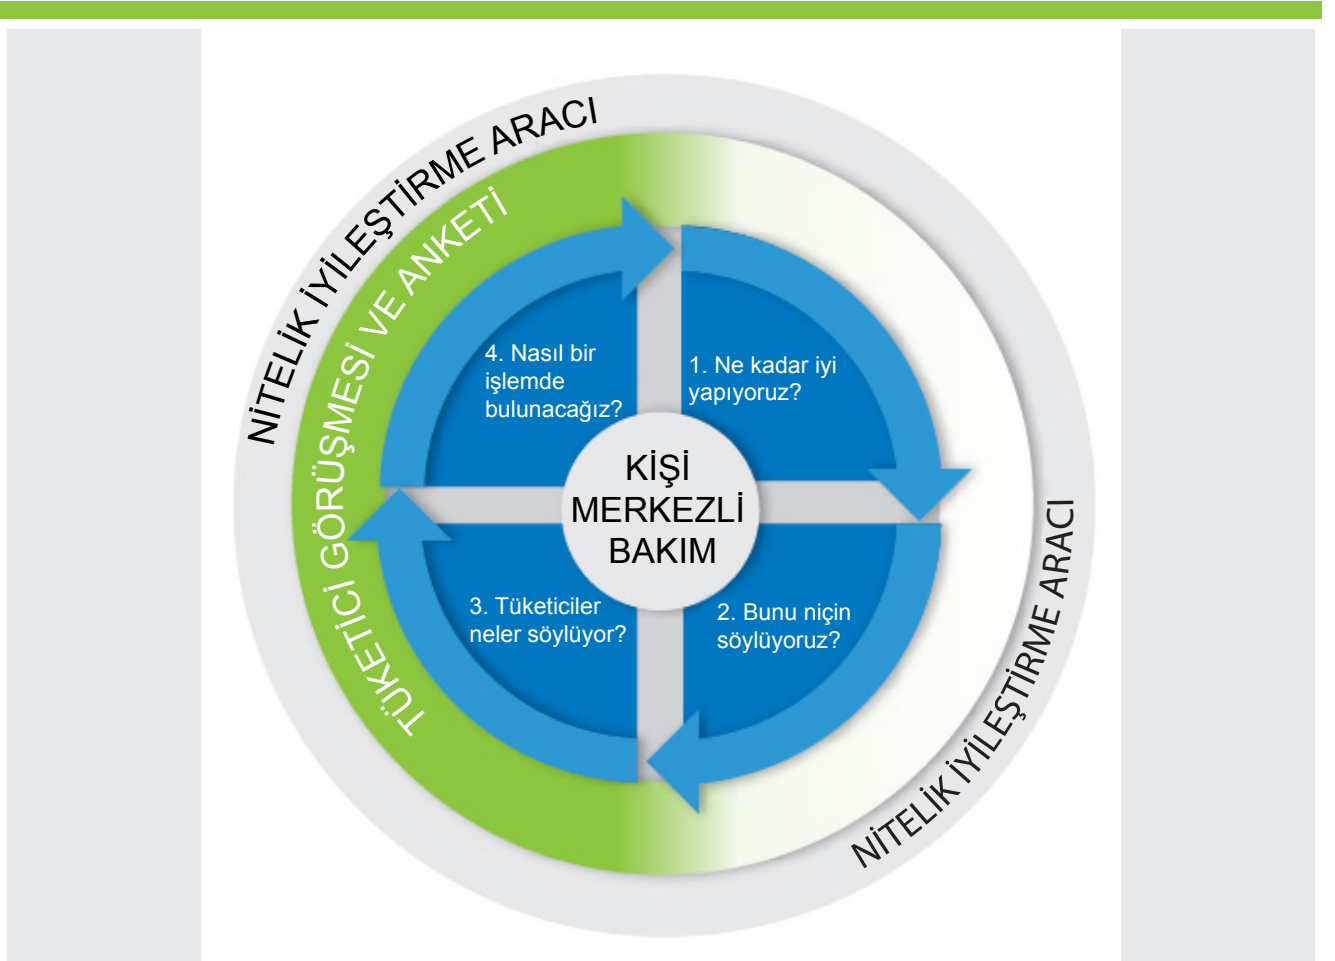 NİTELİK İYİLEŞTİRME ARACI
TÜKETİCİ GÖRÜŞMESİ VE ANKETİ
4. Nasıl bir
işlemde
bulunacağız?
1. Ne kadar iyi
yapıyoruz?
KİŞİ
MERKEZLİ
BAKIM
3. Tüketiciler
neler söylüyor?
2. Bunu niçin
söylüyoruz?
NİTELİK İYİLEŞTİRME ARACI